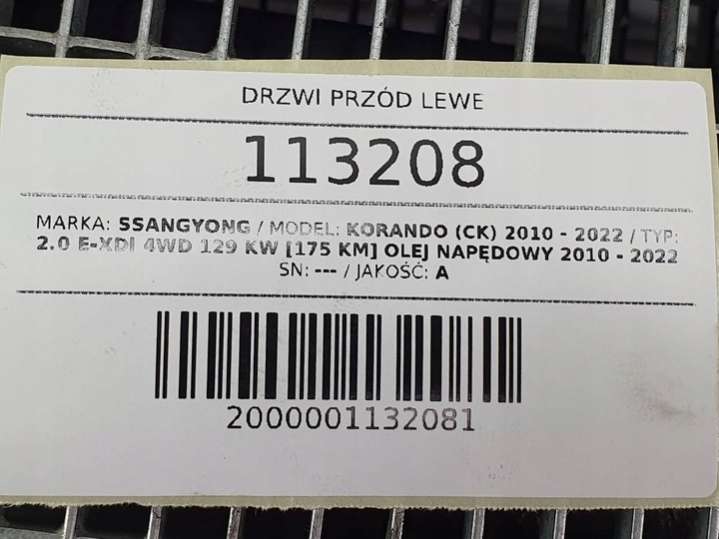 DRZWI PRZÓD LEWE
113208
MARKA: SSANGYONG / MODEL: KORANDO (CK) 2010 - 2022 / TYP:
2.0 E-XDI 4WD 129 KW [175 KM] OLEJ NAPĘDOWY 2010 - 2022
SN: --- / JAKOŚĆ: A
2000001132081